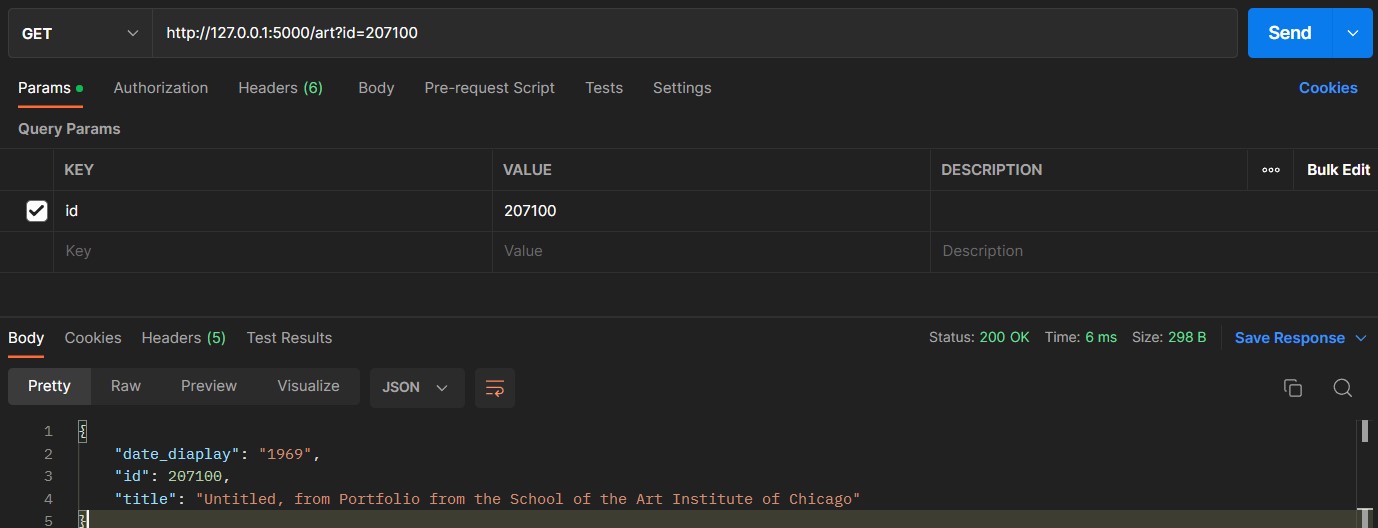 GET http://127.0.0.1:5000/art?id=207100 Send
Params Authorization Headers (6) Body Pre-request Script Tests Settings Cookies
Query Params
KEY VALUE DESCRIPTION ooo Bulk Edit
id 207100
Key Value Description
Body Cookies Headers (5) Test Results Status: 200 OK Time: 6 ms Size: 298 B Save Response
Pretty Raw Preview Visualize JSON
1 {
2 "date_diaplay": "1969",
3 "id": 207100,
4 "title": "Untitled, from Portfolio from the School of the Art Institute of Chicago"
5 }